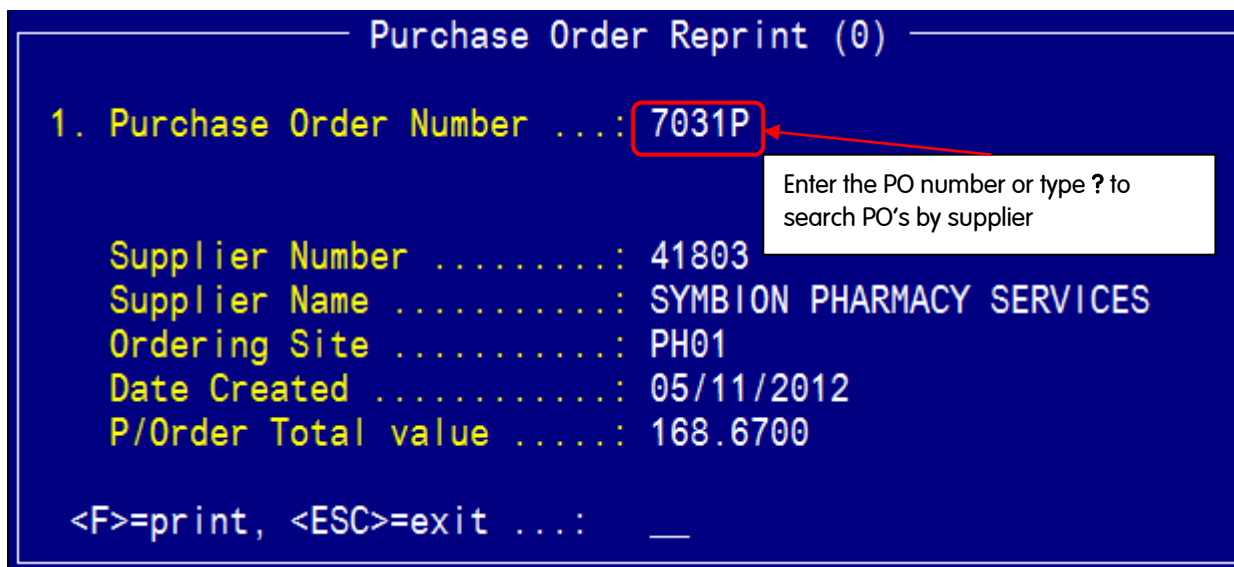 Purchase Order Reprint (0)
1. Purchase Order Number ...: 7031P
Enter the PO number or type ? to
search PO's by supplier
Supplier Number .........: 41803
Supplier Name ...........: SYMBION PHARMACY SERVICES
Ordering Site ...........: PH01
Date Created ............: 05/11/2012
P/Order Total value .....: 168.6700
<F>=print, <ESC>=exit ...: __